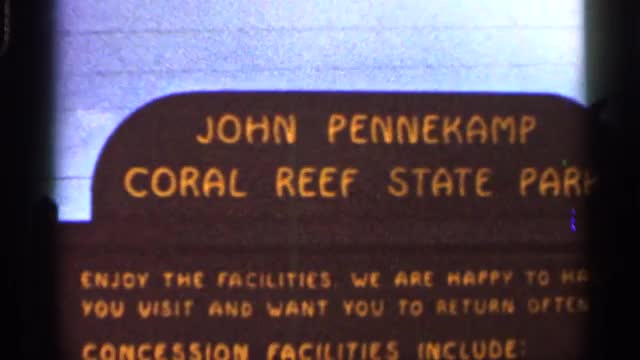 JOHN PENNEKAMP
CORAL REEF STATE PARK
ENJOY THE FACILITIES. WE ARE HAPPY TO
YOU VISIT AND WANT YOU TO RETURN OFTEN
CONCESSION FACILITIES INCLUDE: